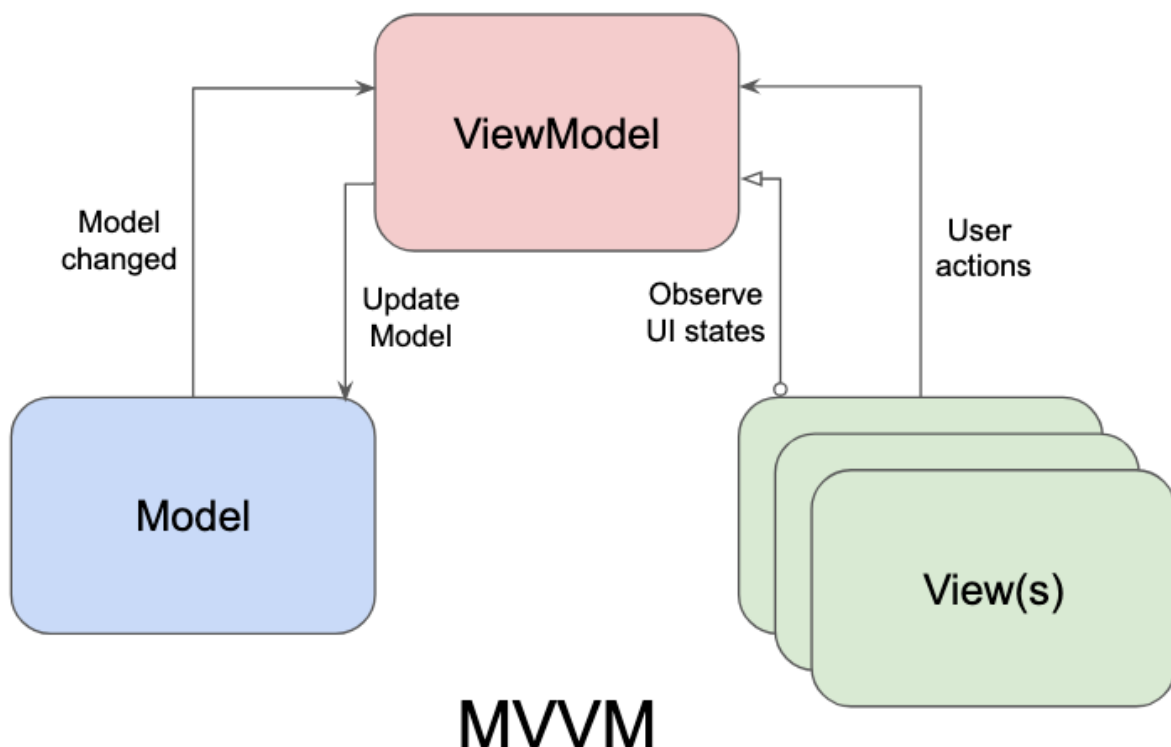 ViewModel
Model
changed
Update
Model
Observe
UI states
User
actions
Model
View(s)
MVVM